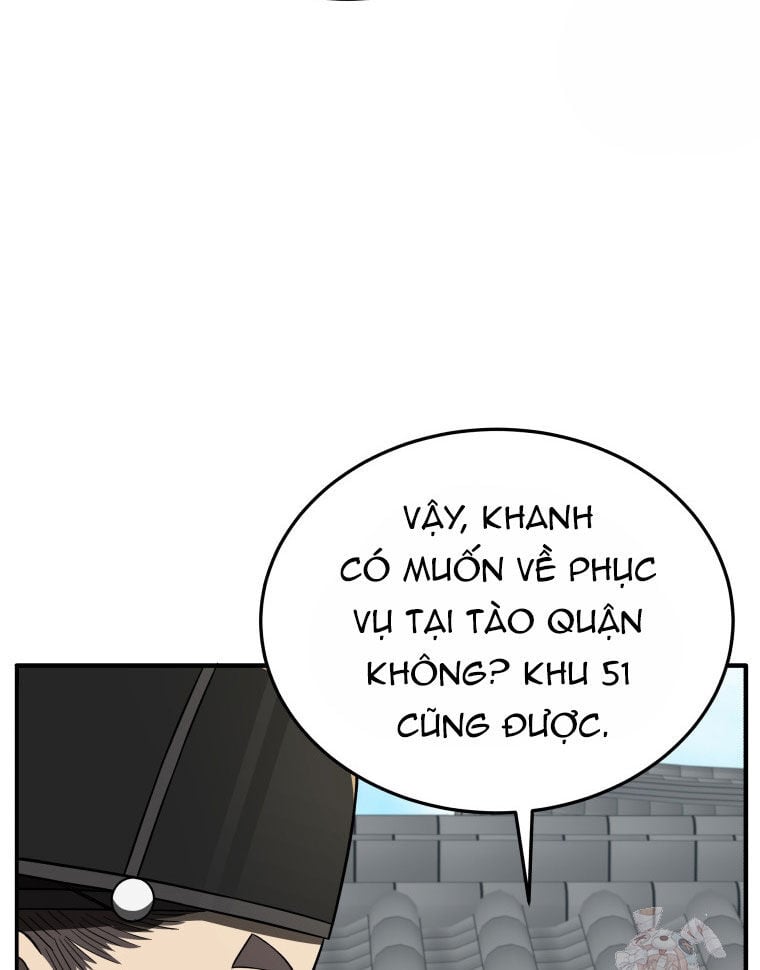 VẬY, KHANH
CÓ MUỐN VỀ PHỤC
VỤ TẠI TÀO QUẬN
KHÔNG? KHU 51
CŨNG ĐƯỢC.